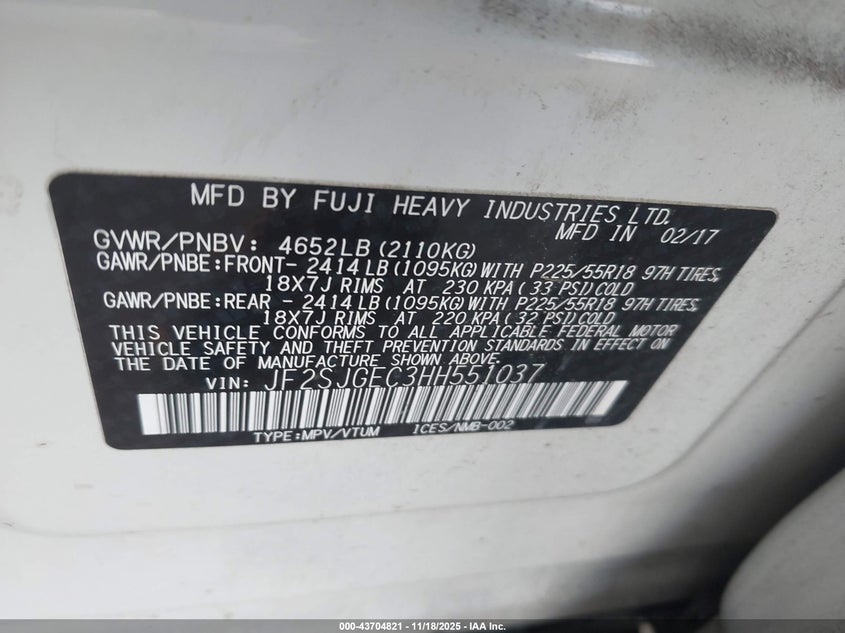 MFD BY FUJI HEAVY INDUSTRIES LTD.
MFD IN 02/17
GVWR/PNBV: 4652LB (2110KG)
GAWR/PNBE:FRONT- 2414LB (1095KG) WITH P225/55R18 97H TIRES,
18X7J RIMS AT 230 KPA ( 33 PSI) COLD
GAWR/PNBE:REAR - 2414LB (1095KG) WITH P225/55R18 97H TIRES,
18X7J RIMS AT 220 KPA ( 32 PSI) COLD
THIS VEHICLE CONFORMS TO ALL APPLICABLE FEDERAL MOTOR
VEHICLE SAFETY AND THEFT PREVENTION STANDARDS IN EFFECT ON
THE DATE OF MANUFACTURE SHOWN ABOVE.
VIN: JF2SJGEC3HH551037
TYPE:MPV/VTUM ICES/NMB-002
000-43704821 - 11/18/2025 - IAA Inc.